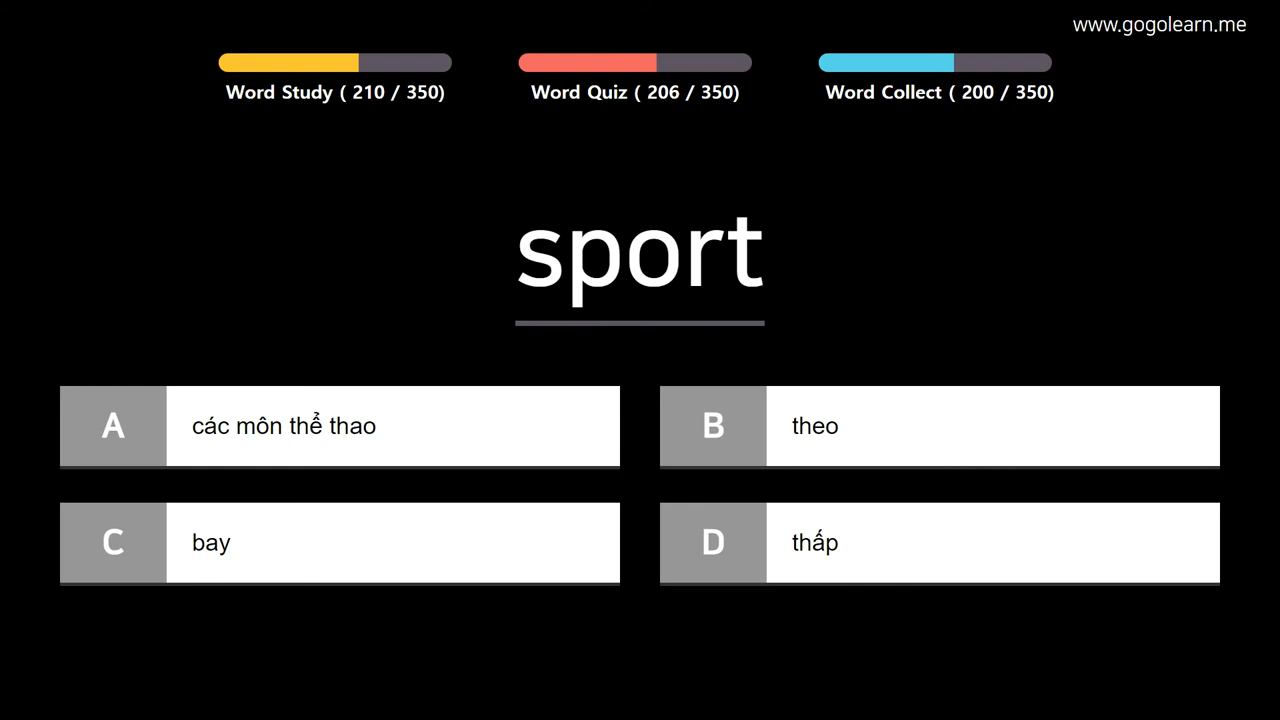 www.gogolearn.me
Word Study ( 210 / 350)
Word Quiz ( 206 / 350)
Word Collect ( 200 / 350)
sport
A các môn thể thao
B theo
C bay
D thấp